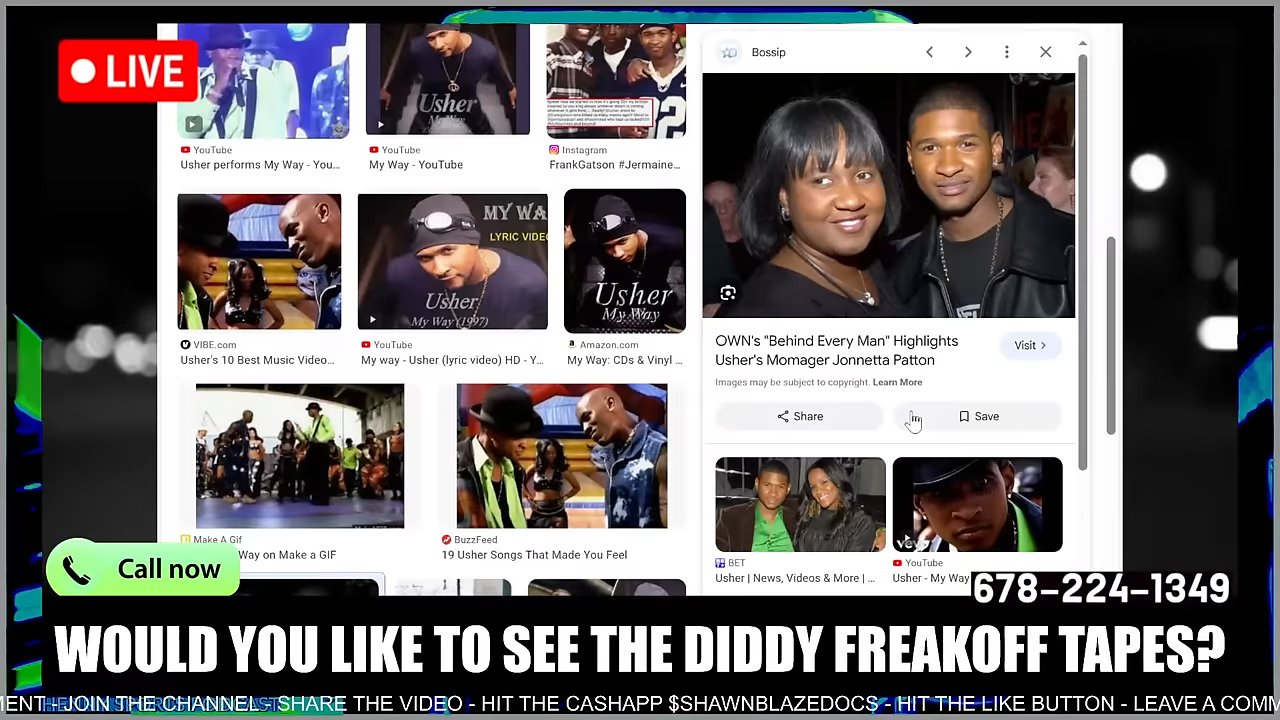 LIVE
Usher
My Way
YouTube
Usher performs My Way - You...
YouTube
My Way - YouTube
Instagram
FrankGatson #Jermaine...
MY WA
LYRIC VIDEO
Usher
My Way (1997)
Usher
My Way
VIBE.com
Usher's 10 Best Music Video...
YouTube
My way - Usher (lyric video) HD - Y...
Amazon.com
My Way: CDs & Vinyl ...
Make A Gif
Way on Make a GIF
BuzzFeed
19 Usher Songs That Made You Feel
Bossip
OWN's "Behind Every Man" Highlights
Usher's Momager Jonnetta Patton
Visit
Images may be subject to copyright. Learn More
Share
Save
vevo
BET
Usher | News, Videos & More | ...
YouTube
Usher - My Way
Call now
678-224-1349
WOULD YOU LIKE TO SEE THE DIDDY FREAKOFF TAPES?
MENT - JOIN THE CHANNEL - SHARE THE VIDEO - HIT THE CASHAPP $SHAWNBLAZEDOCS - HIT THE LIKE BUTTON - LEAVE A COMM